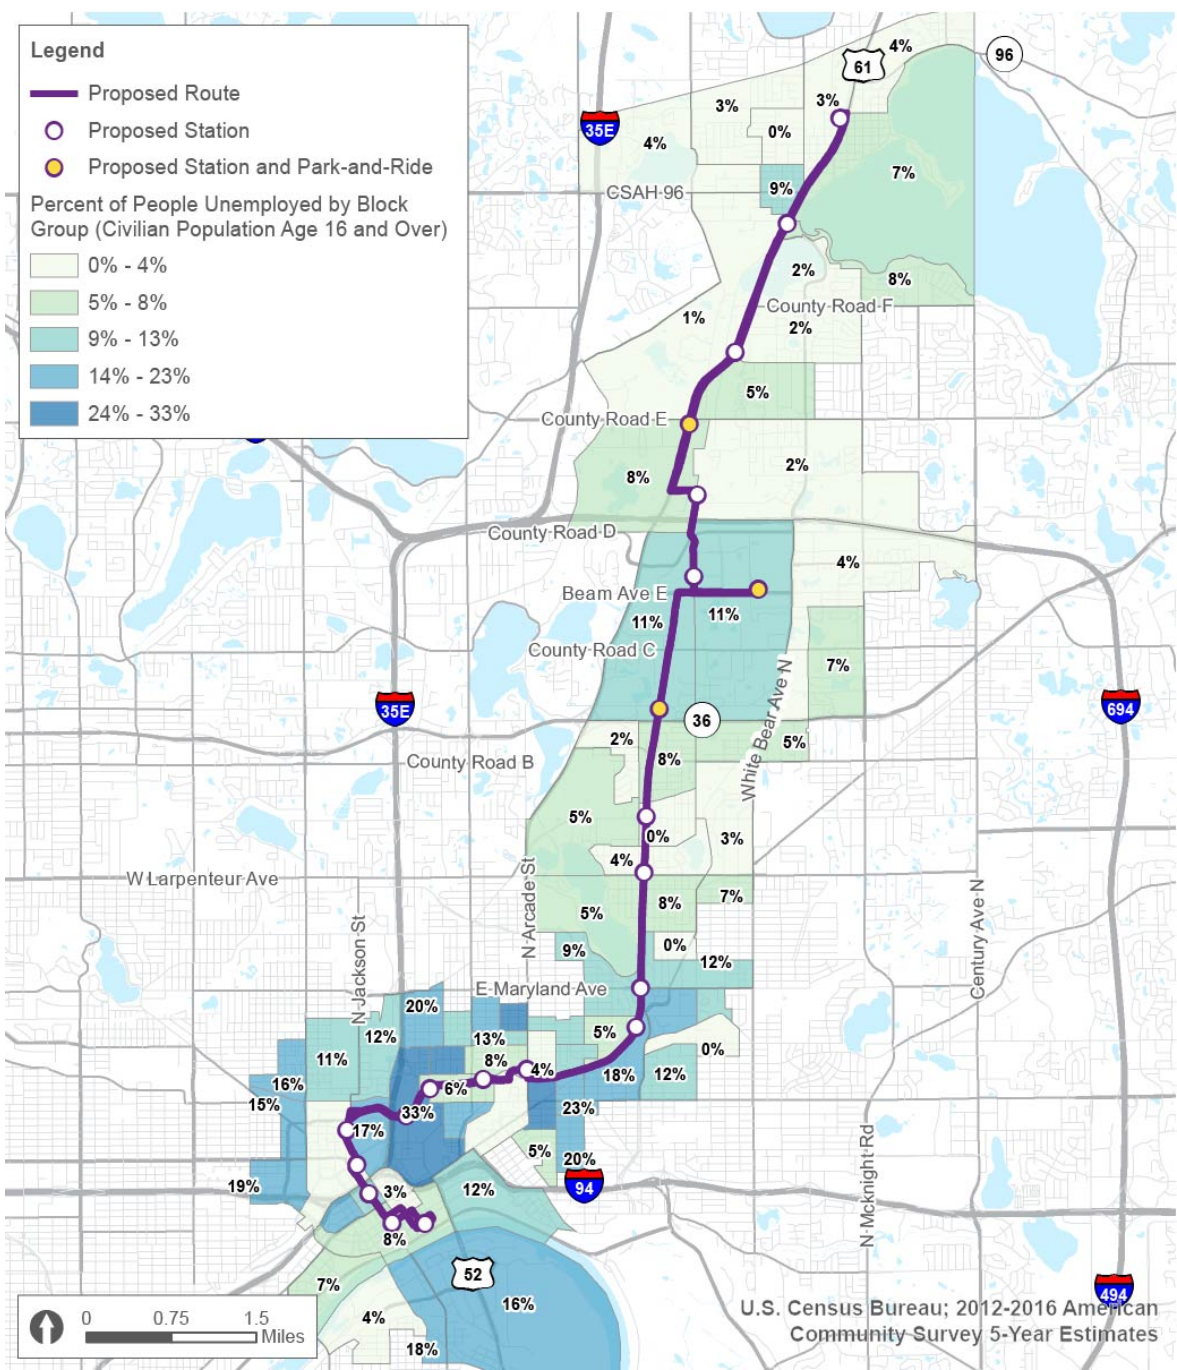 Legend
Proposed Route
Proposed Station
Proposed Station and Park-and-Ride
Percent of People Unemployed by Block
Group (Civilian Population Age 16 and Over)
0% - 4%
5% - 8%
9% - 13%
14% - 23%
24% - 33%
4%
96
61
3%
3%
35E
0%
4%
7%
CSAH 96
9%
2%
8%
County Road F
1%
2%
5%
County Road E
2%
8%
County Road D
4%
Beam Ave E
11%
11%
County Road C
7%
35E
694
36
White Bear Ave N
2%
5%
8%
County Road B
5%
0%
3%
4%
W Larpenteur Ave
7%
8%
5%
N Arcade St
0%
9%
12%
Century Ave N
N Jackson St
E Maryland Ave
20%
5%
12%
13%
0%
11%
8%
4%
18%
12%
16%
6%
15%
23%
33%
17%
N Mcknight Rd
5%
20%
19%
94
12%
3%
8%
52
7%
494
16%
4%
18%
0 0.75 1.5
Miles
U.S. Census Bureau; 2012-2016 American
Community Survey 5-Year Estimates